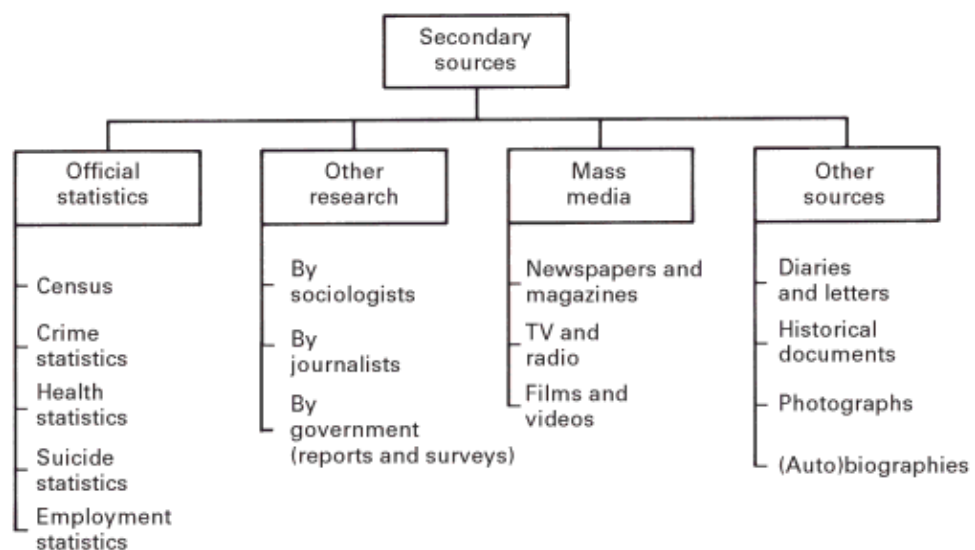 Secondary
sources
Official
statistics
Census
Crime
statistics
Health
statistics
Suicide
statistics
Employment
statistics
Other
research
By
sociologists
By
journalists
By
government
(reports and surveys)
Mass
media
Newspapers and
magazines
TV and
radio
Films and
videos
Other
sources
Diaries
and letters
Historical
documents
Photographs
(Auto)biographies